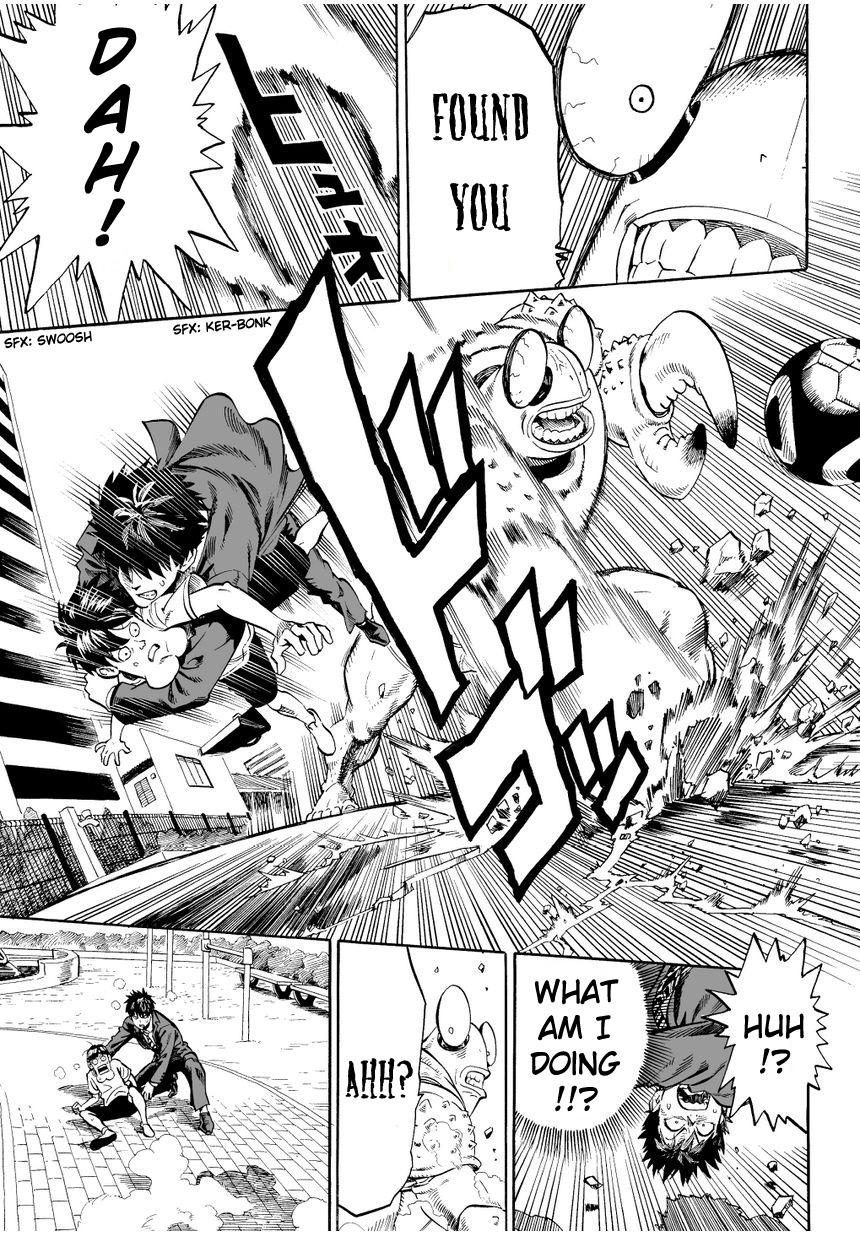 FOUND
YOU
DAH!
ヒュオ
SFX: SWOOSH
SFX: KER-BONK
ドゴッ
HUH
!?
WHAT
AM I
DOING
!!?
AHH?